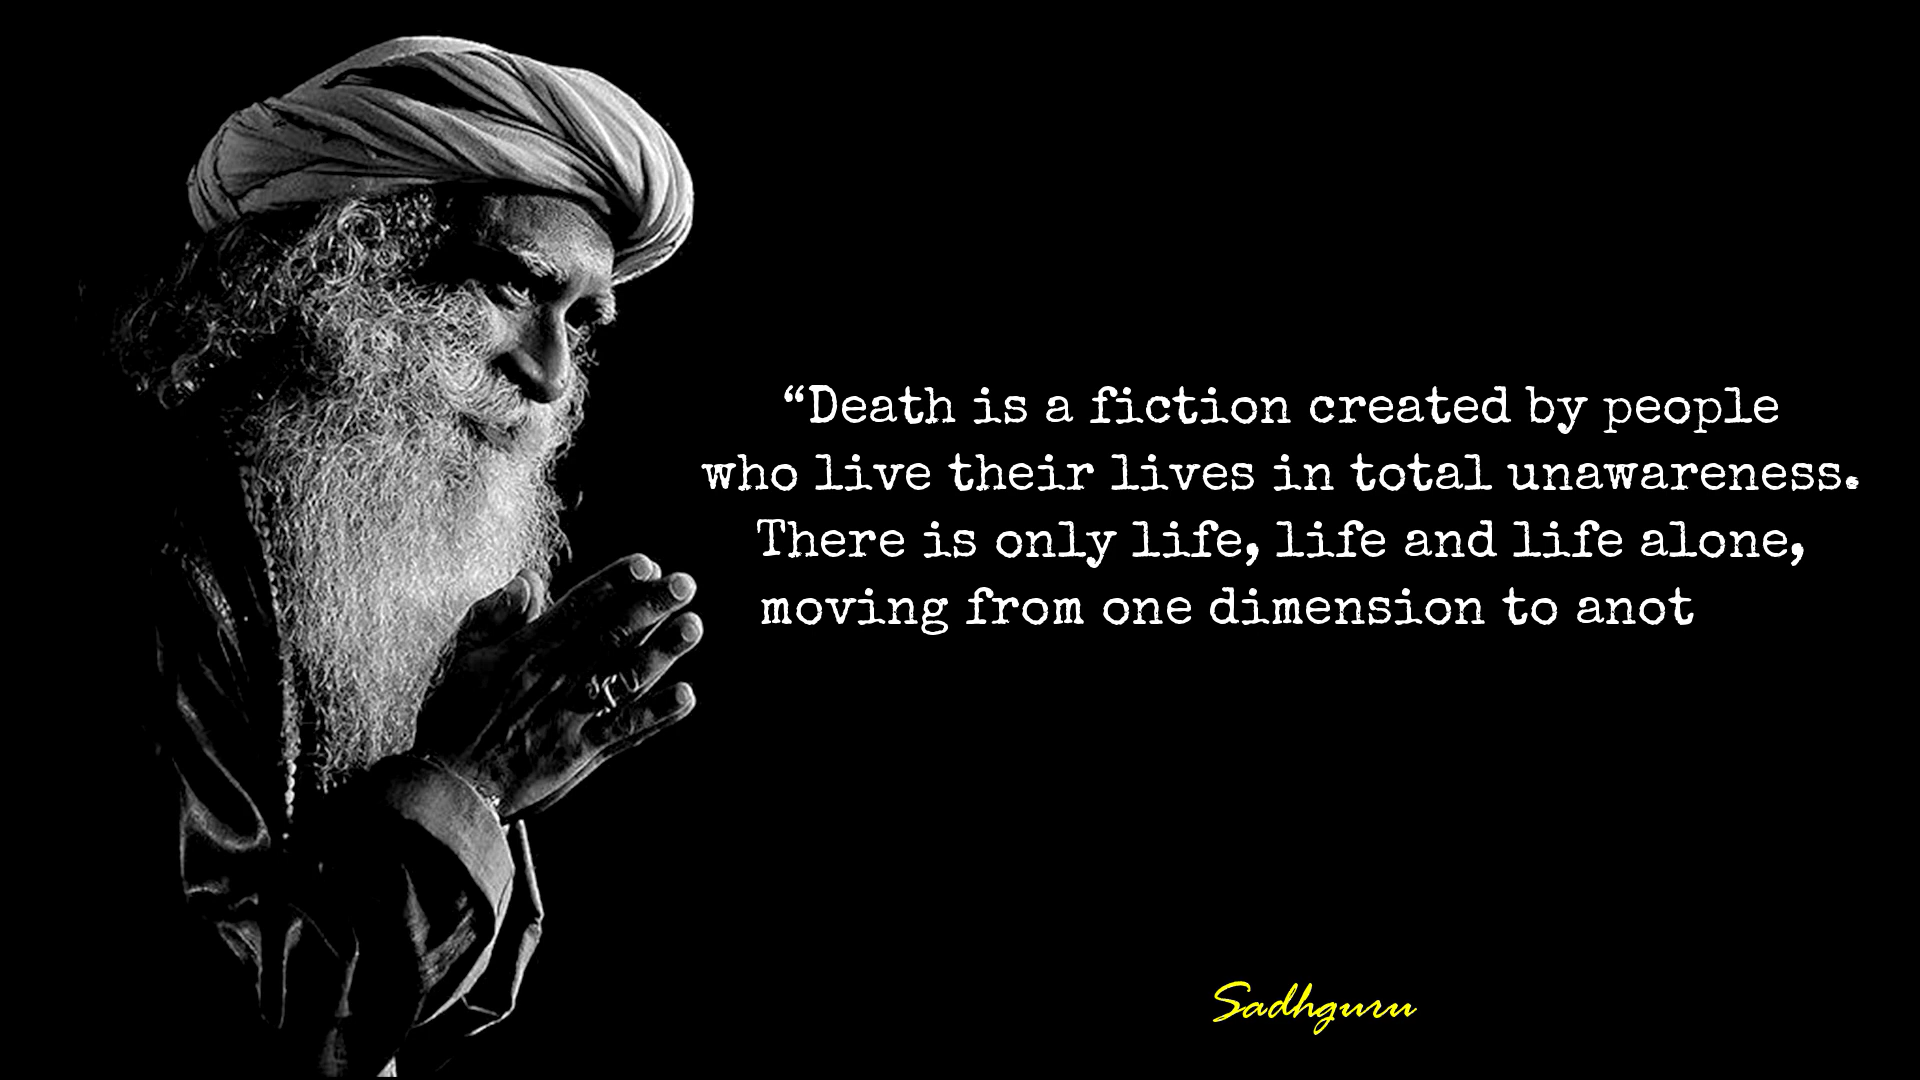 “Death is a fiction created by people
who live their lives in total unawareness.
There is only life, life and life alone,
moving from one dimension to anot
Sadhguru